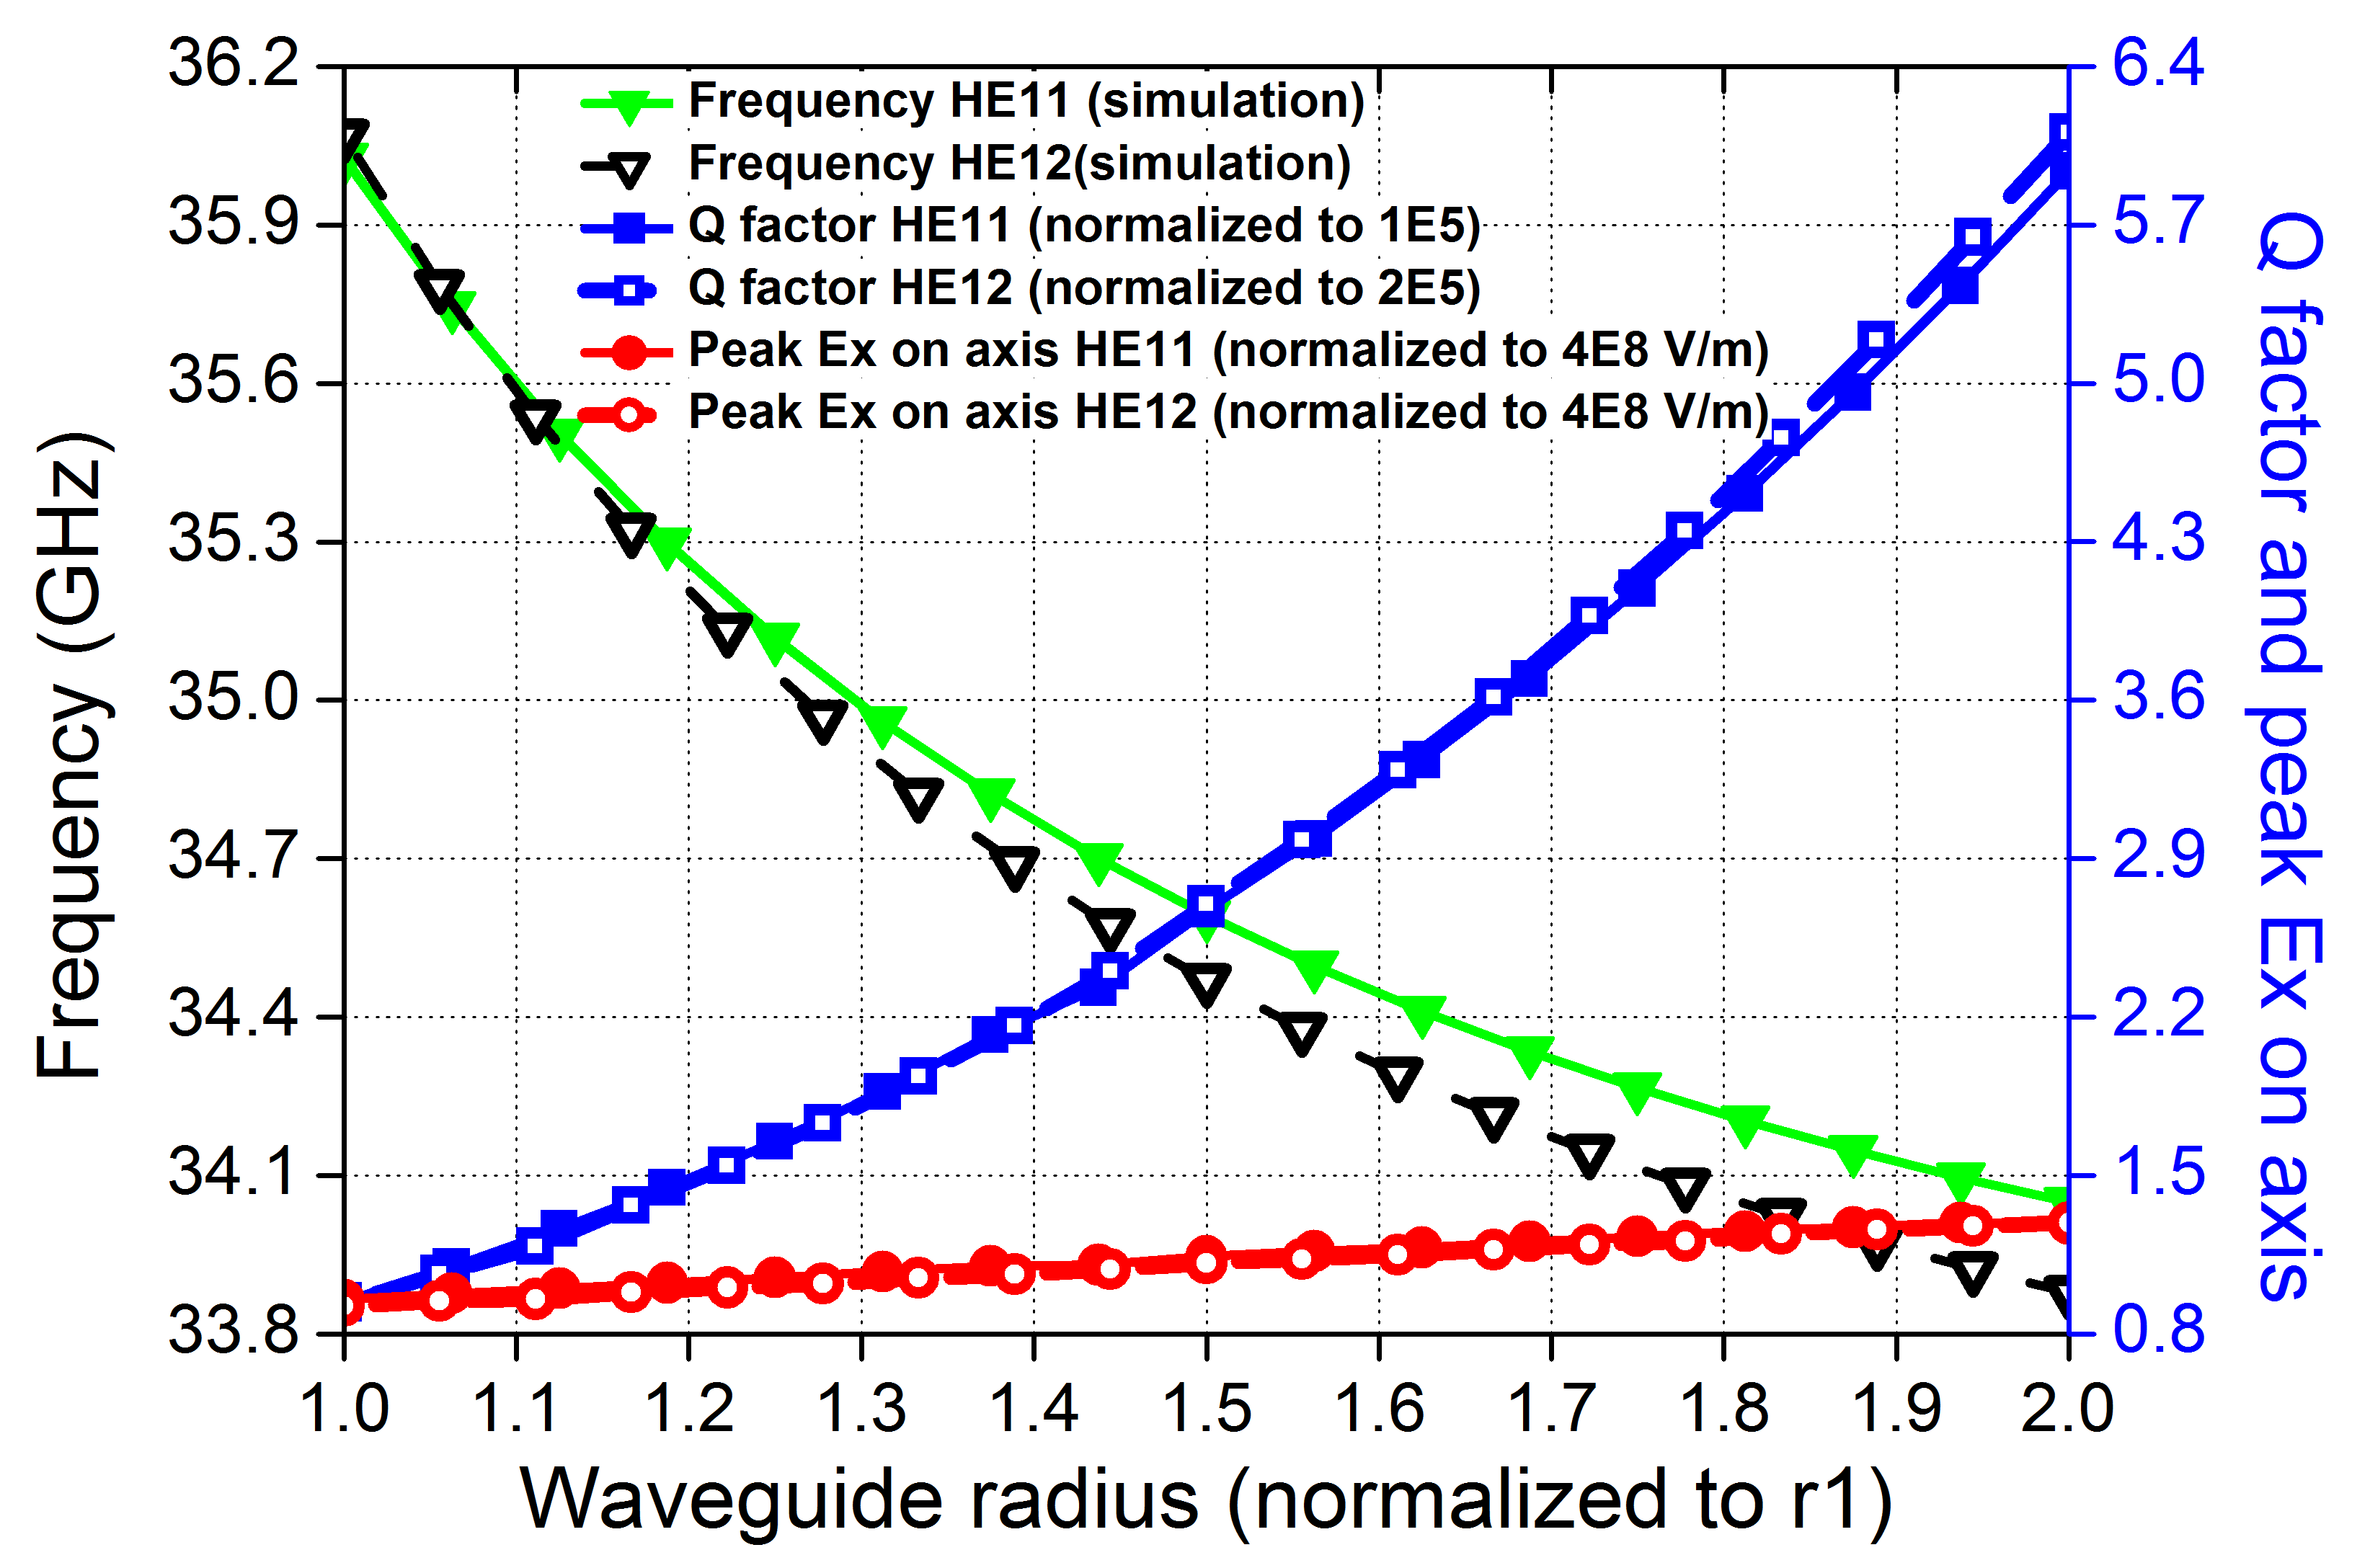 Frequency HE11 (simulation)
Frequency HE12(simulation)
Q factor HE11 (normalized to 1E5)
Q factor HE12 (normalized to 2E5)
Peak Ex on axis HE11 (normalized to 4E8 V/m)
Peak Ex on axis HE12 (normalized to 4E8 V/m)
Frequency (GHz)
36.2
35.9
35.6
35.3
35.0
34.7
34.4
34.1
33.8
6.4
5.7
5.0
4.3
3.6
2.9
2.2
1.5
0.8
Q factor and peak Ex on axis
1.0 1.1 1.2 1.3 1.4 1.5 1.6 1.7 1.8 1.9 2.0
Waveguide radius (normalized to r1)